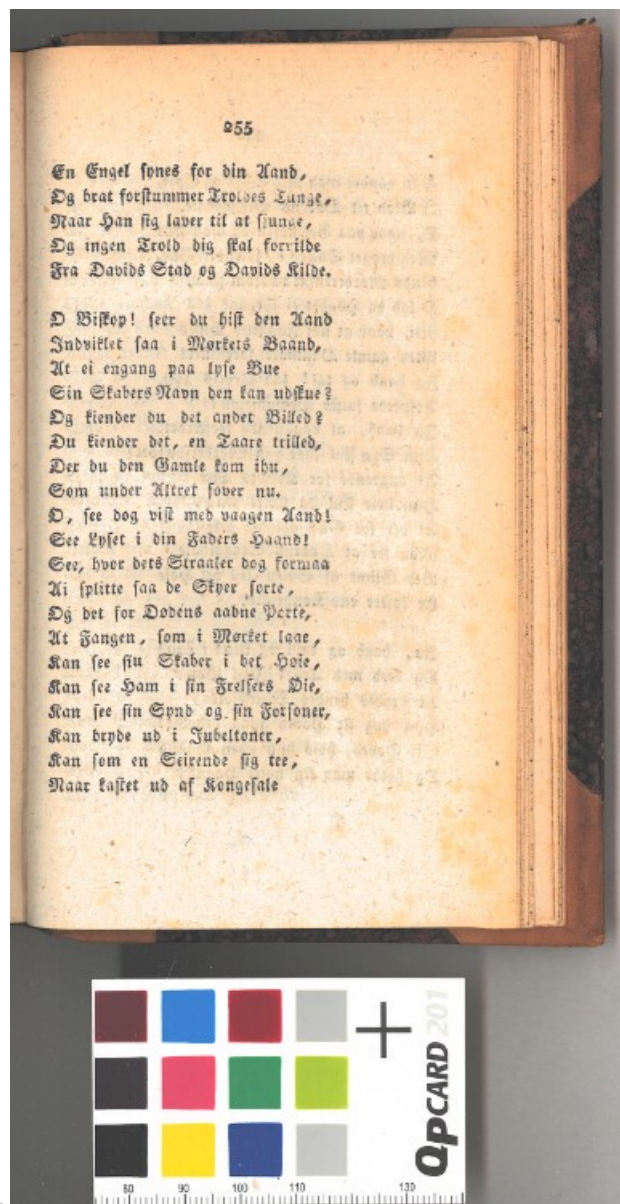 255
En Engel synes for din Aand,
Og brat forstummer Troldes Tunge,
Naar Han sig laver til at siunge,
Og ingen Trold dig skal forvilde
Fra Davids Stad og Davids Kilde.
O Biskop! seer du hist den Aand
Indviklet saa i Mørkets Baand,
At ei engang paa lyse Bue
Sin Skabers Navn den kan udskue?
Og kiender du det andet Billed?
Du kiender det, en Taare trilled,
Der du den Gamle kom ihu,
Som under Altret sover nu.
O, see dog vist med vaagen Aand!
See Lyset i din Faders Haand!
See, hvor dets Straaler dog formaa
Ai splitte saa de Skyer sorte,
Og det for Dødens aabne Porte,
At Fangen, som i Mørket laae,
Kan see sin Skaber i det Høie,
Kan see Ham i sin Frelsers Øie,
Kan see sin Synd og sin Forsoner,
Kan bryde ud i Jubeltoner,
Kan som en Seirende sig tee,
Naar kastet ud af Kongesale
QPCARD 201
80 90 100 110 130